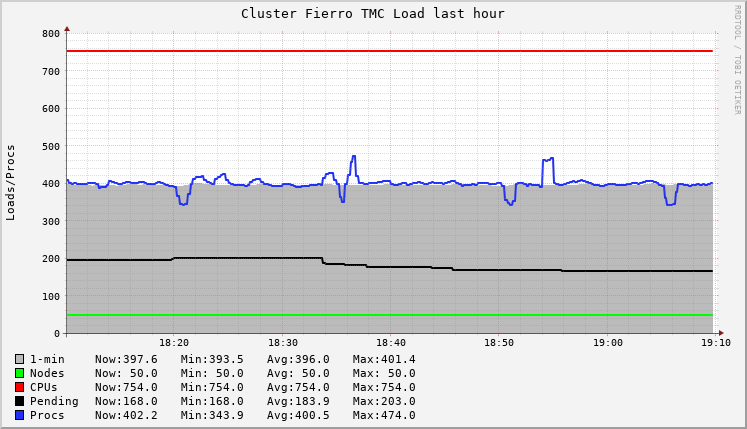 Cluster Fierro TMC Load last hour
RRDTOOL / TOBI OETIKER
Loads/Procs
800
700
600
500
400
300
200
100
0
18:20 18:30 18:40 18:50 19:00 19:10
1-min Now:397.6 Min:393.5 Avg:396.0 Max:401.4
Nodes Now: 50.0 Min: 50.0 Avg: 50.0 Max: 50.0
CPUs Now:754.0 Min:754.0 Avg:754.0 Max:754.0
Pending Now:168.0 Min:168.0 Avg:183.9 Max:203.0
Procs Now:402.2 Min:343.9 Avg:400.5 Max:474.0